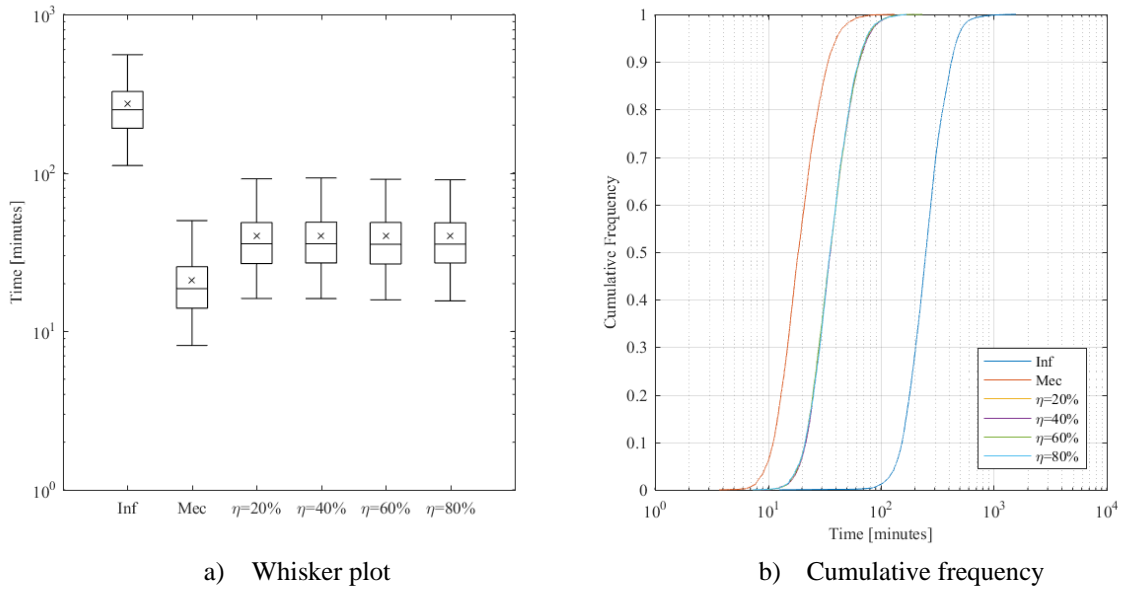 10³
10²
10¹
10⁰
Time [minutes]
Inf Mec η=20% η=40% η=60% η=80%
a) Whisker plot
1
0.9
0.8
0.7
0.6
0.5
0.4
0.3
0.2
0.1
0
Cumulative Frequency
Inf
Mec
η=20%
η=40%
η=60%
η=80%
10⁰ 10¹ 10² 10³ 10⁴
Time [minutes]
b) Cumulative frequency